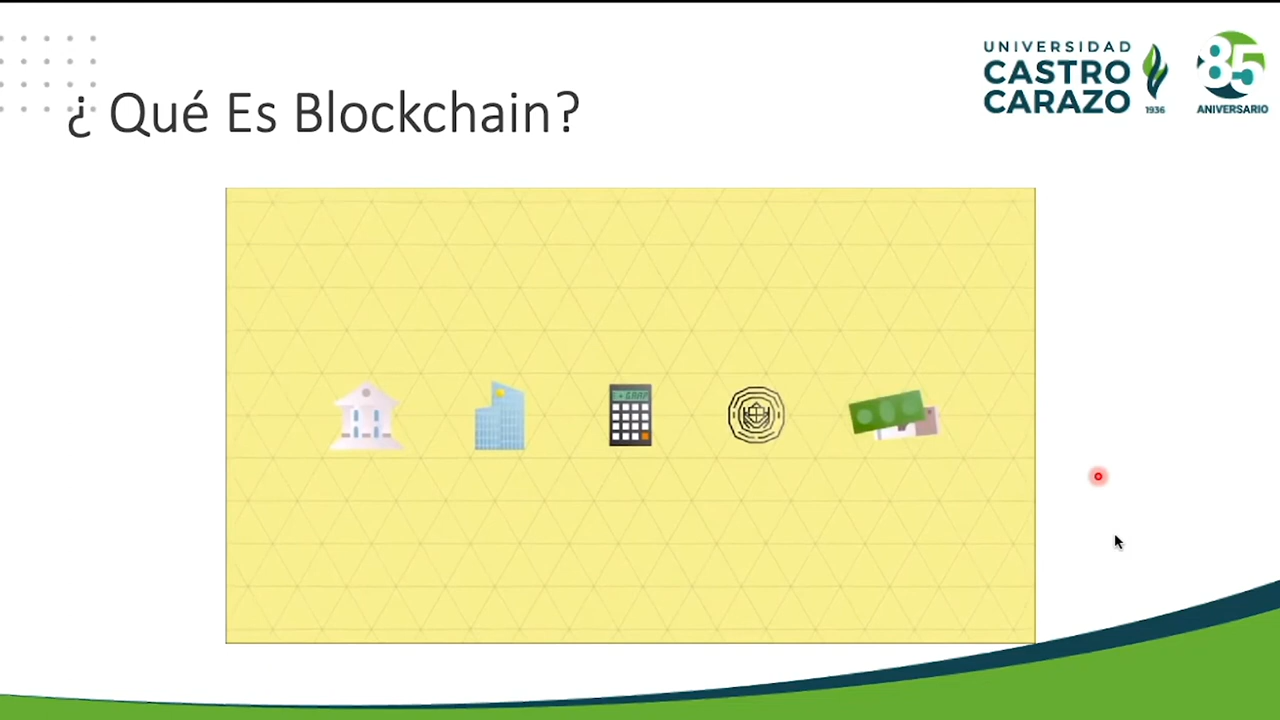 ¿ Qué Es Blockchain?
UNIVERSIDAD
CASTRO
CARAZO
1936
85
ANIVERSARIO